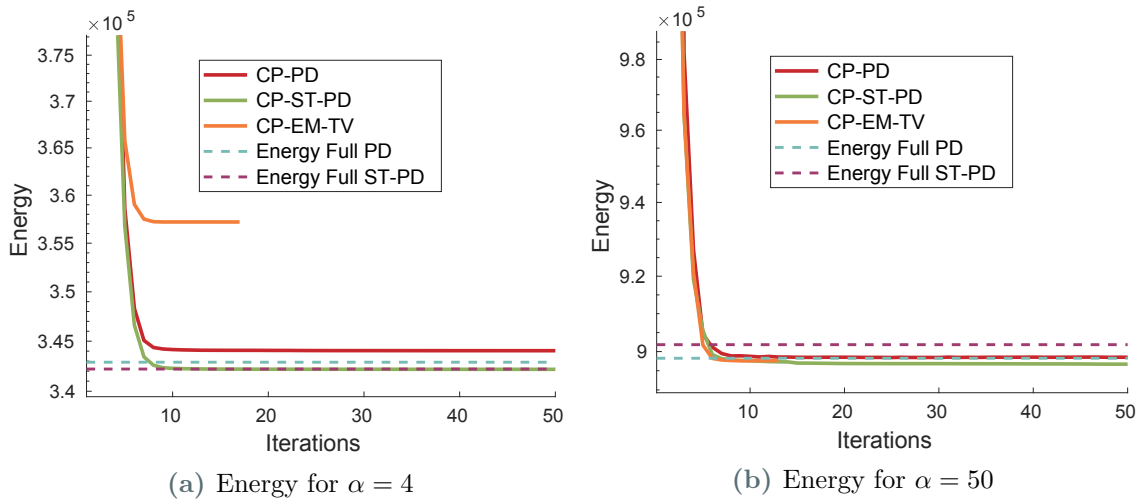 × 10 5
3.75
3.7
3.65
3.6
3.55
3.5
3.45
3.4
Energy
10 20 30 40 50
Iterations
CP-PD
CP-ST-PD
CP-EM-TV
Energy Full PD
Energy Full ST-PD
(a) Energy for α = 4
× 10 5
9.8
9.6
9.4
9.2
9
Energy
10 20 30 40 50
Iterations
CP-PD
CP-ST-PD
CP-EM-TV
Energy Full PD
Energy Full ST-PD
(b) Energy for α = 50